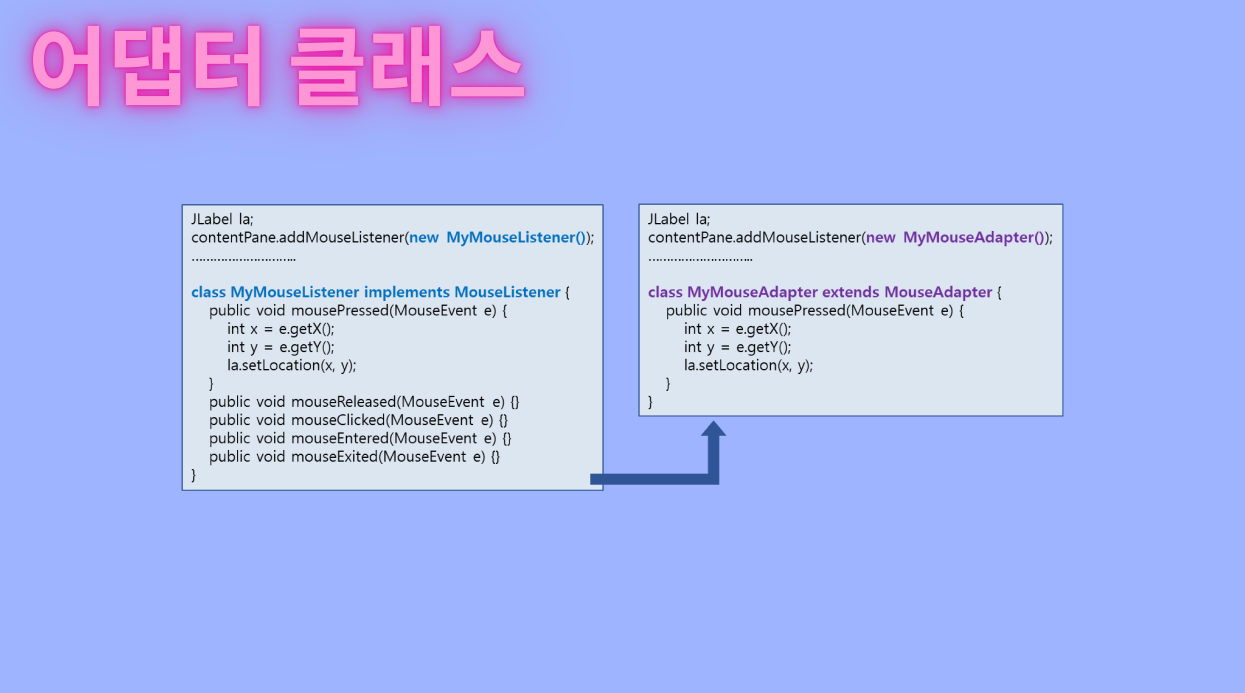 어댑터 클래스
JLabel la;
contentPane.addMouseListener(new MyMouseListener());
............................
class MyMouseListener implements MouseListener {
public void mousePressed(MouseEvent e) {
int x = e.getX();
int y = e.getY();
la.setLocation(x, y);
}
public void mouseReleased(MouseEvent e) {}
public void mouseClicked(MouseEvent e) {}
public void mouseEntered(MouseEvent e) {}
public void mouseExited(MouseEvent e) {}
}
JLabel la;
contentPane.addMouseListener(new MyMouseAdapter());
............................
class MyMouseAdapter extends MouseAdapter {
public void mousePressed(MouseEvent e) {
int x = e.getX();
int y = e.getY();
la.setLocation(x, y);
}
}